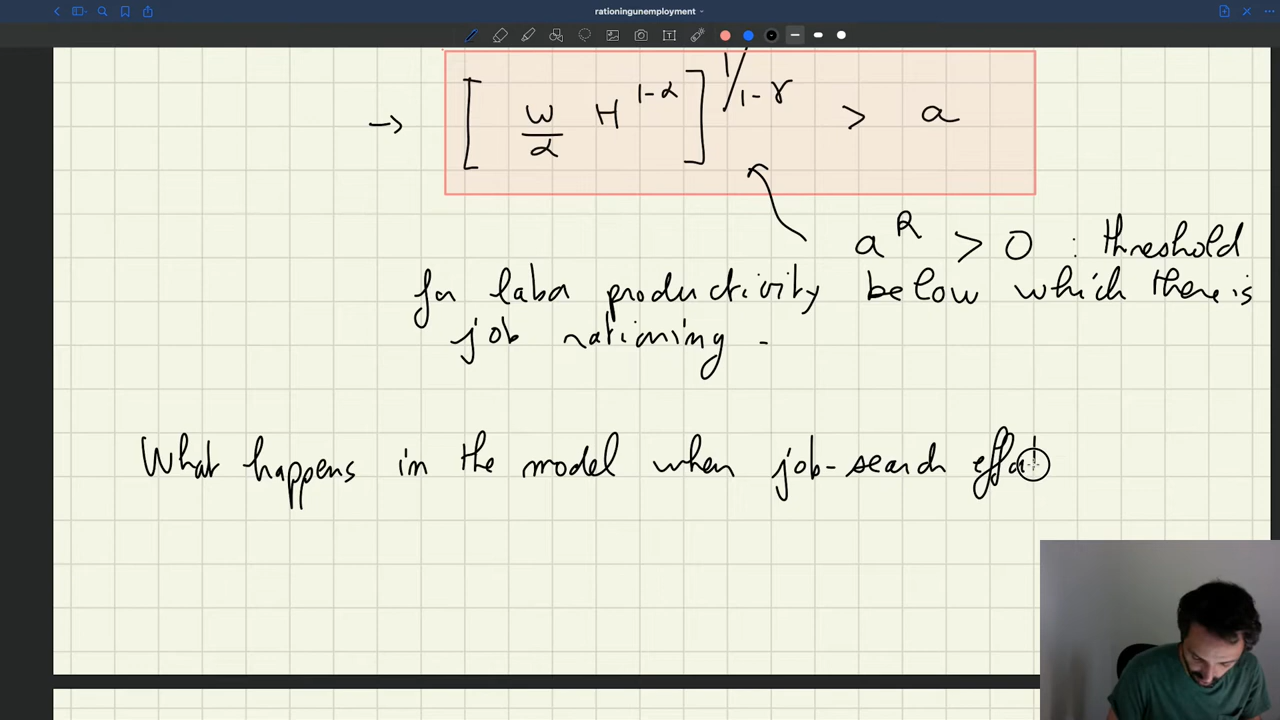 rationingunemployment
→ [ w/α H^{1-α} ]^{1/1-γ} > a
a^R > 0 : threshold
for labor productivity below which there is
job rationing.
What happens in the model when job-search effort